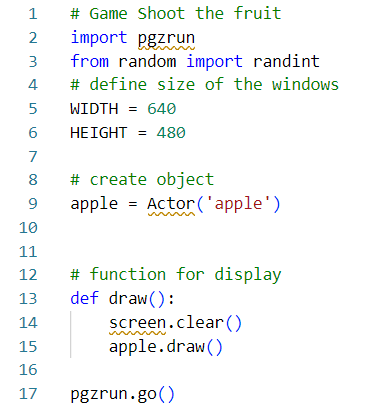 1 # Game Shoot the fruit
2 import pgzrun
3 from random import randint
4 # define size of the windows
5 WIDTH = 640
6 HEIGHT = 480
7
8 # create object
9 apple = Actor('apple')
10
11
12 # function for display
13 def draw():
14     screen.clear()
15     apple.draw()
16
17 pgzrun.go()